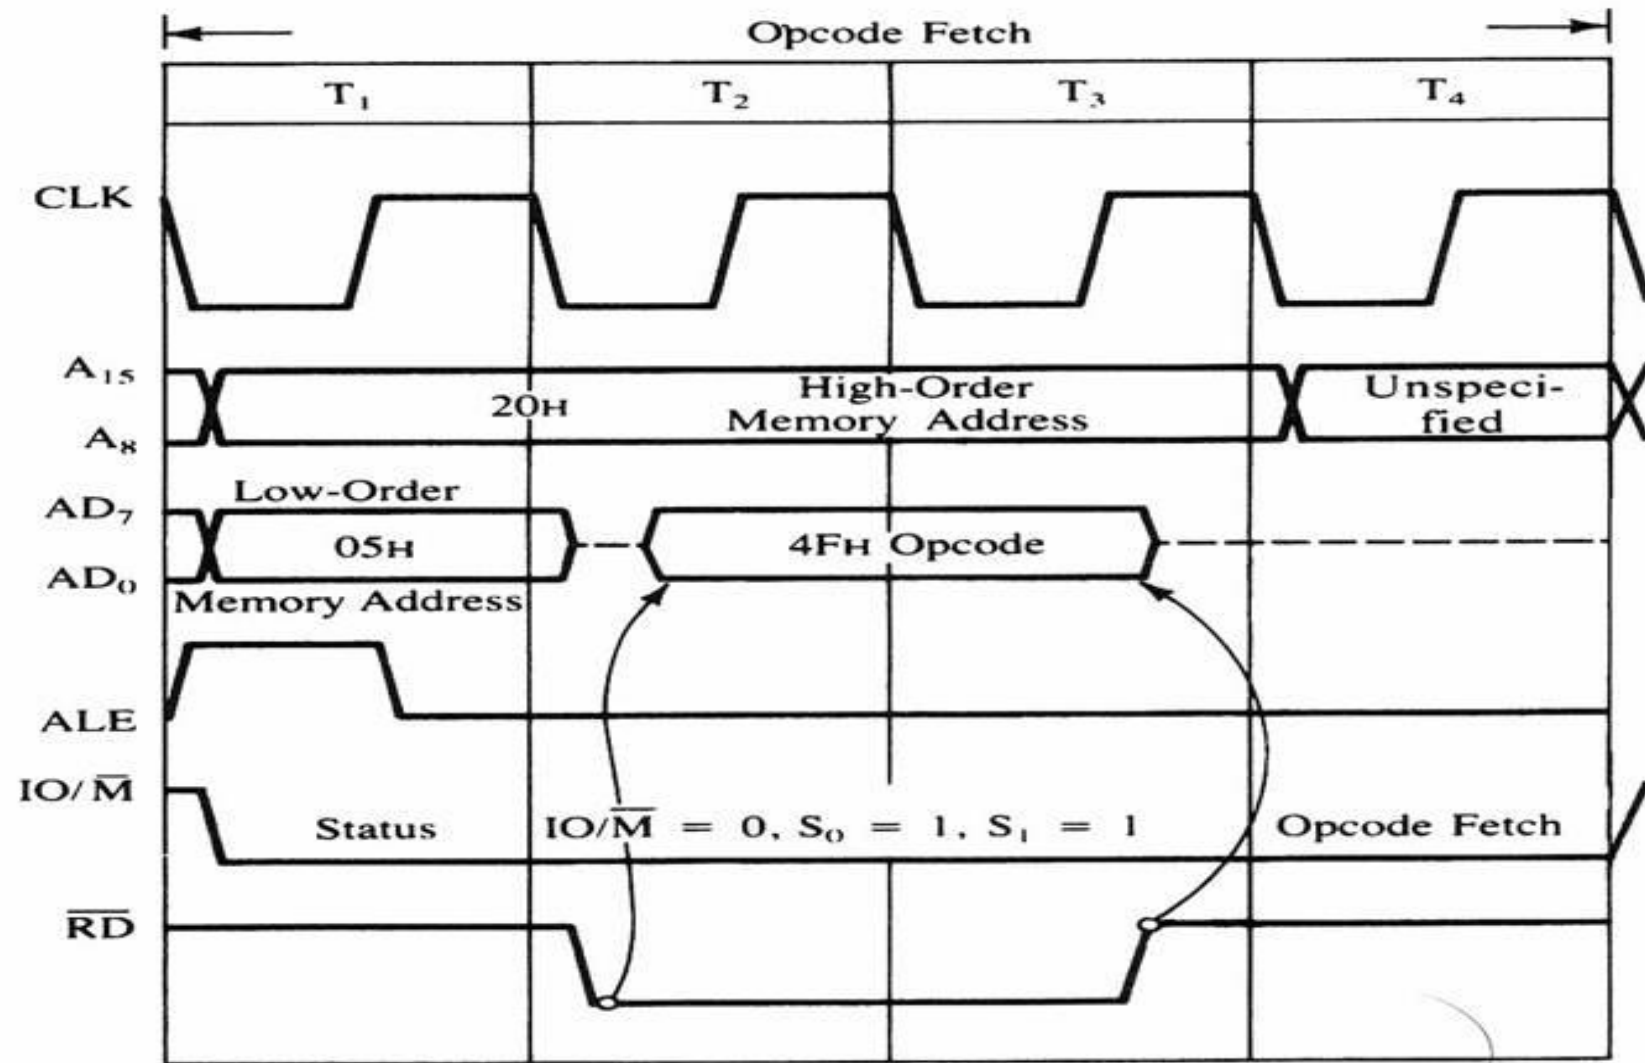 Opcode Fetch
T₁ T₂ T₃ T₄
CLK
A₁₅
A₈
20H
High-Order
Memory Address
Unspeci-
fied
AD₇
AD₀
Low-Order
05H
Memory Address
4FH Opcode
ALE
IO/M̅
Status IO/M̅ = 0, S₀ = 1, S₁ = 1 Opcode Fetch
R̅D̅